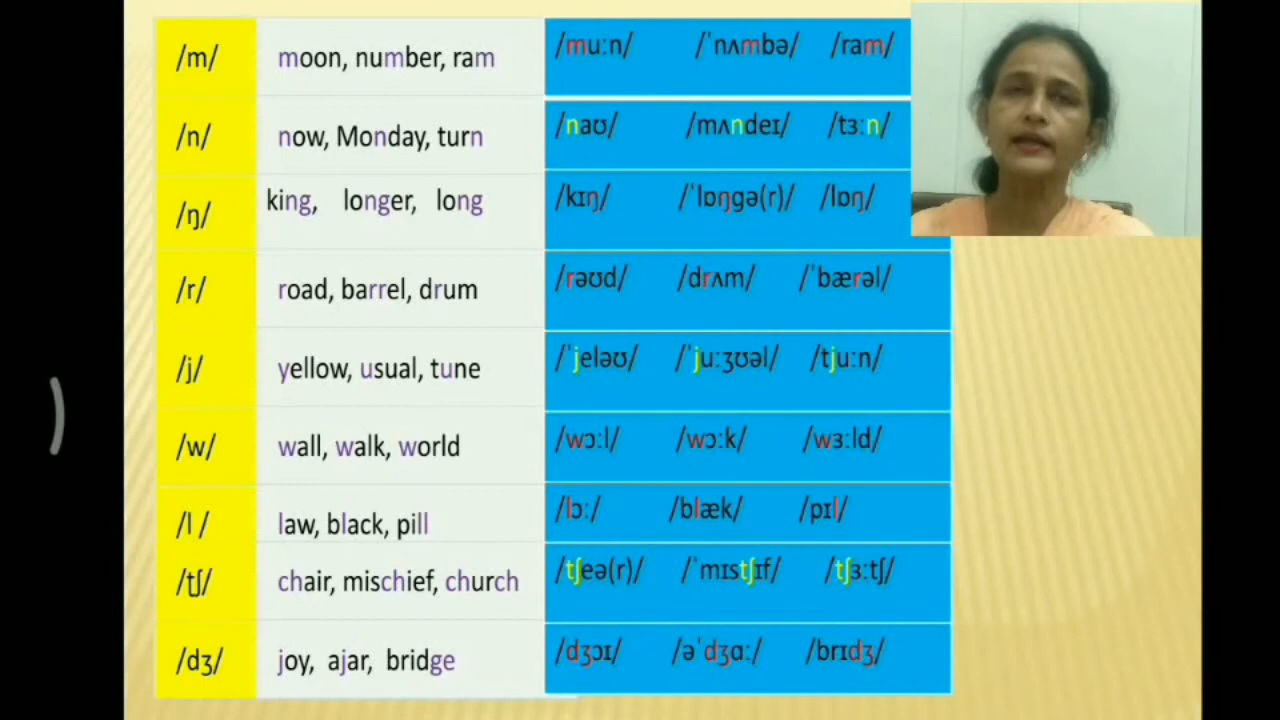 /m/ moon, number, ram /muːn/ /ˈnʌmbə/ /ram/
/n/ now, Monday, turn /naʊ/ /mʌndeɪ/ /tɜːn/
/ŋ/ king, longer, long /kɪŋ/ /ˈlɒŋgə(r)/ /lɒŋ/
/r/ road, barrel, drum /rəʊd/ /drʌm/ /ˈbærəl/
/j/ yellow, usual, tune /ˈjeləʊ/ /ˈjuːʒʊəl/ /tjuːn/
/w/ wall, walk, world /wɔːl/ /wɔːk/ /wɜːld/
/l / law, black, pill /lɔː/ /blæk/ /pɪl/
/tʃ/ chair, mischief, church /tʃeə(r)/ /ˈmɪstʃɪf/ /tʃɜːtʃ/
/dʒ/ joy, ajar, bridge /dʒɔɪ/ /əˈdʒɑː/ /brɪdʒ/